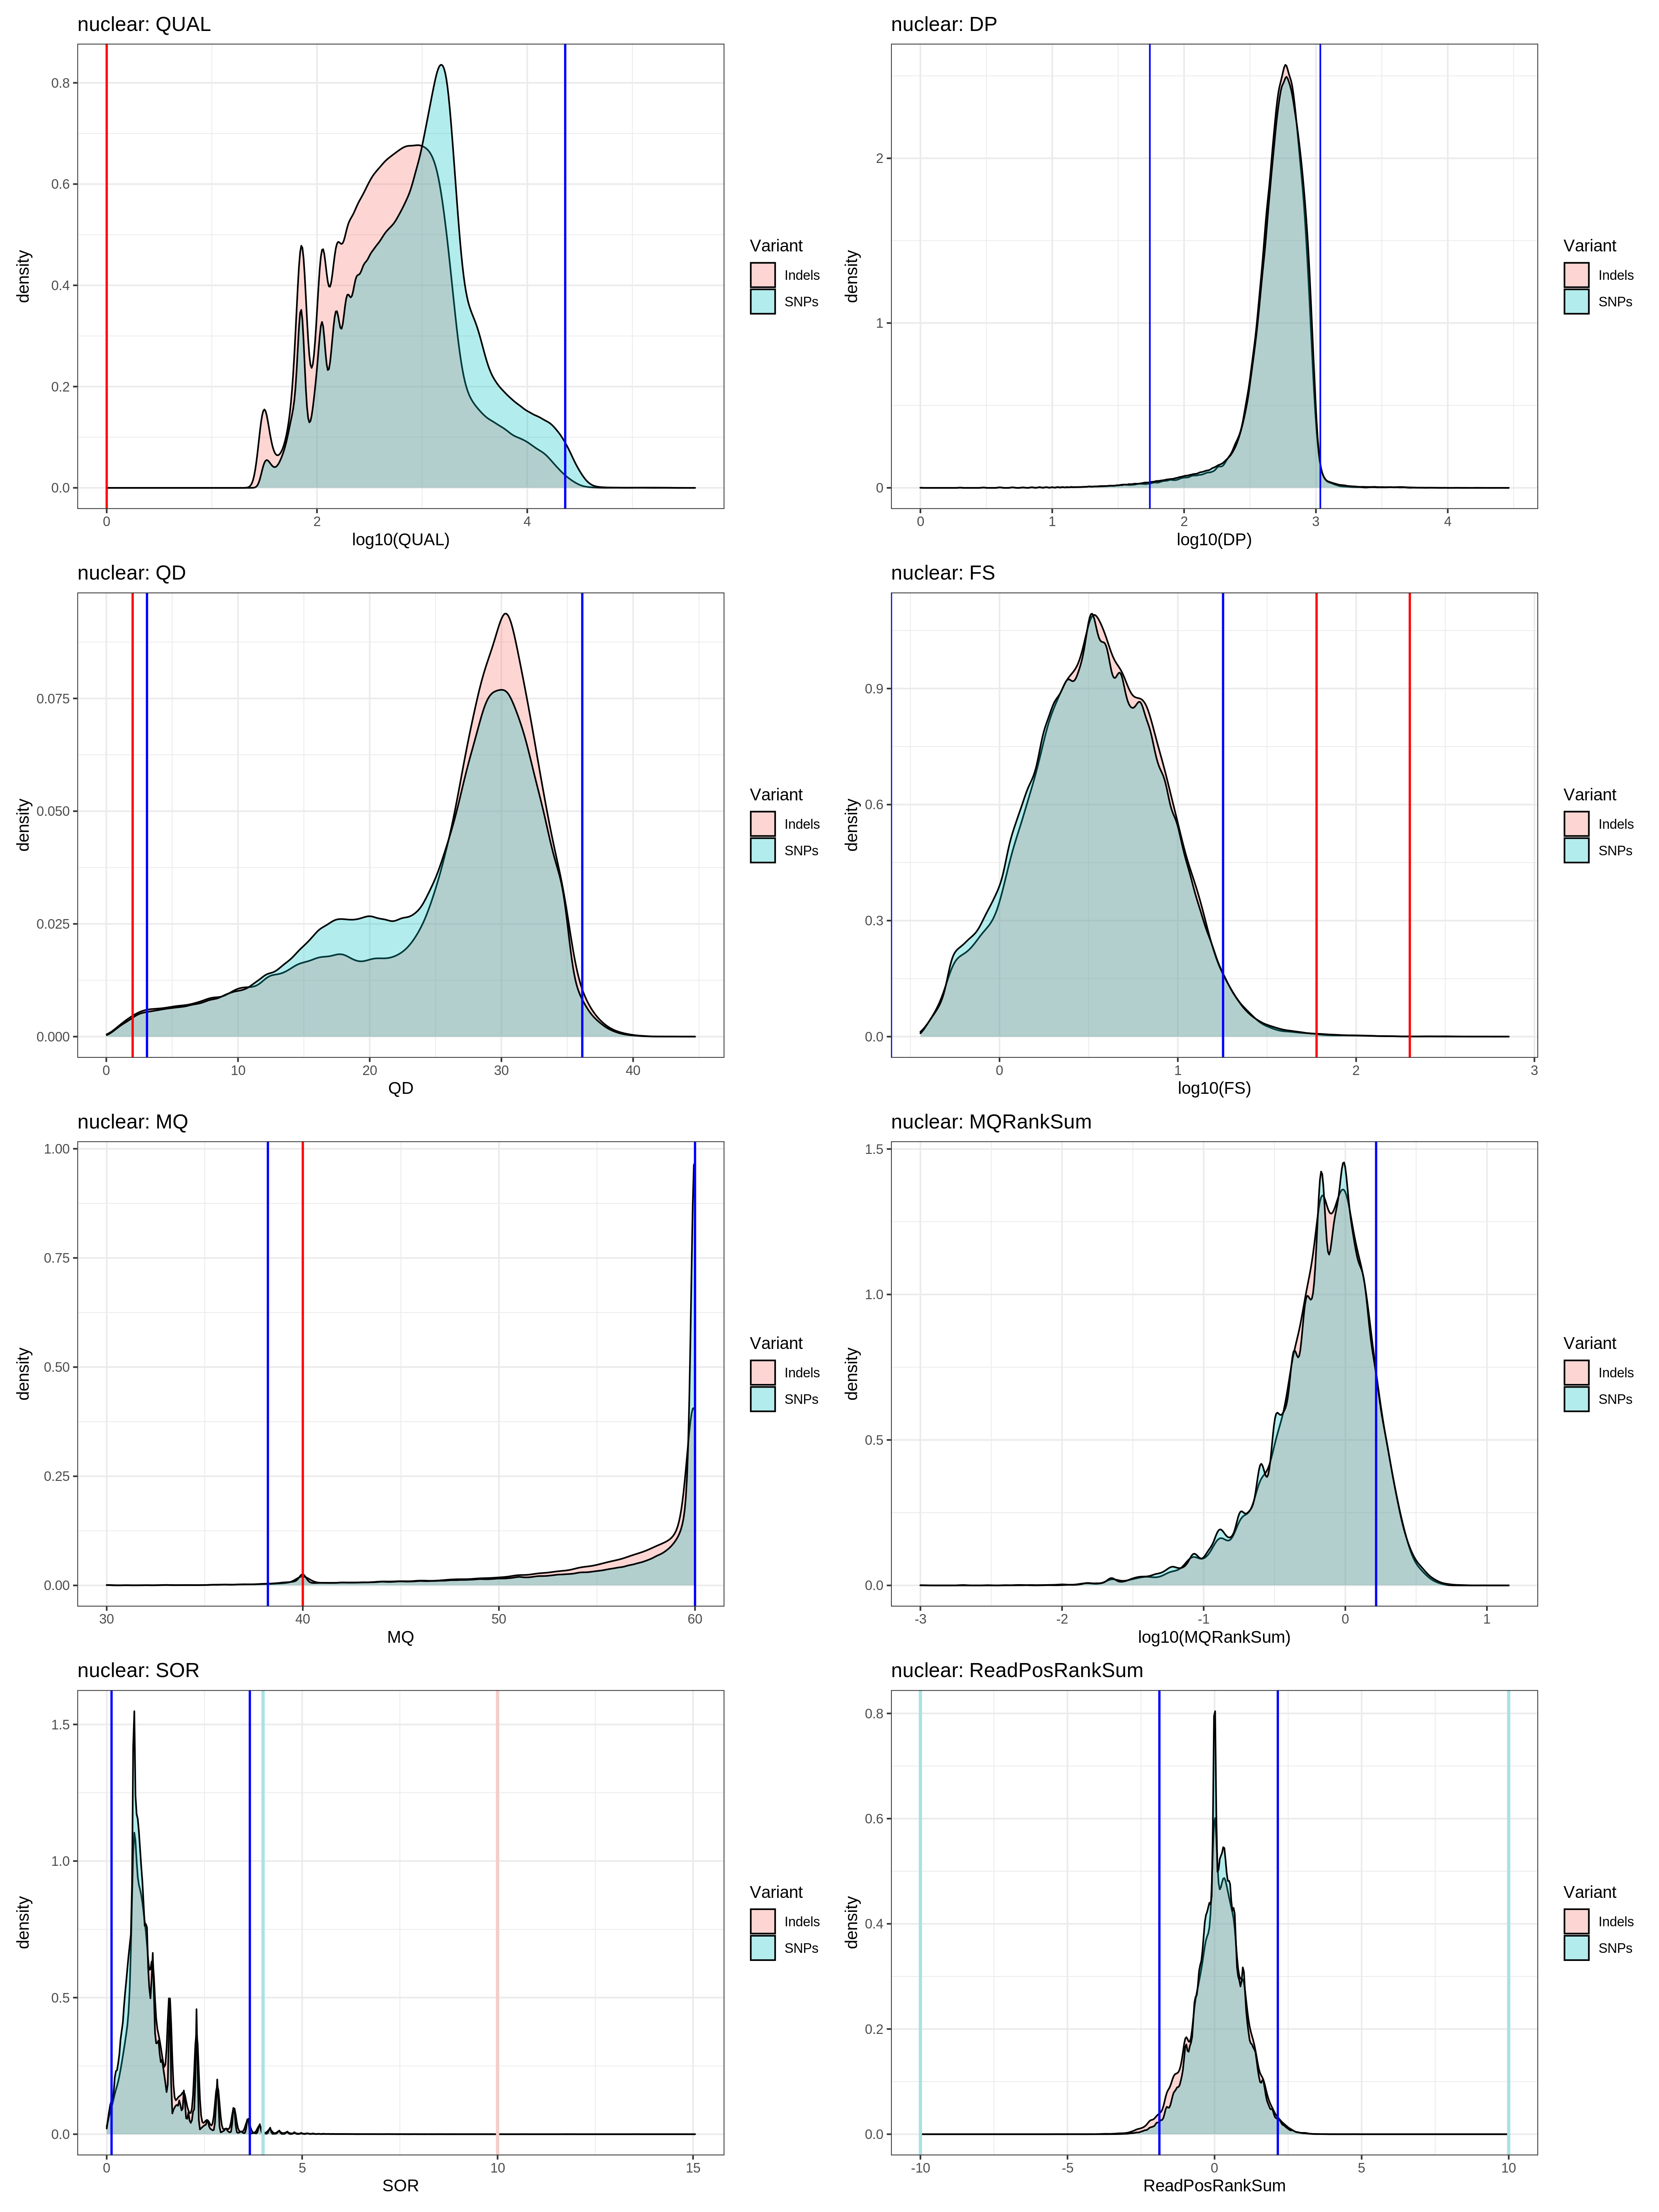 nuclear: QUAL
density
0.8
0.6
0.4
0.2
0.0
0 2 4
log10(QUAL)
Variant
Indels
SNPs
nuclear: DP
density
2
1
0
0 1 2 3 4
log10(DP)
Variant
Indels
SNPs
nuclear: QD
density
0.075
0.050
0.025
0.000
0 10 20 30 40
QD
Variant
Indels
SNPs
nuclear: FS
density
0.9
0.6
0.3
0.0
0 1 2 3
log10(FS)
Variant
Indels
SNPs
nuclear: MQ
density
1.00
0.75
0.50
0.25
0.00
30 40 50 60
MQ
Variant
Indels
SNPs
nuclear: MQRankSum
density
1.5
1.0
0.5
0.0
-3 -2 -1 0 1
log10(MQRankSum)
Variant
Indels
SNPs
nuclear: SOR
density
1.5
1.0
0.5
0.0
0 5 10 15
SOR
Variant
Indels
SNPs
nuclear: ReadPosRankSum
density
0.8
0.6
0.4
0.2
0.0
-10 -5 0 5 10
ReadPosRankSum
Variant
Indels
SNPs